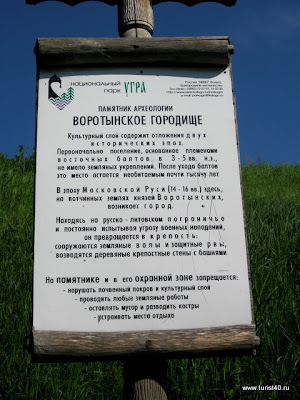 национальный
парк УГРА
ПАМЯТНИК АРХЕОЛОГИИ
ВОРОТЫНСКОЕ ГОРОДИЩЕ
Культурный слой содержит отложения двух
исторических эпох.
Первоначально поселение, основанное племенами
восточных балтов в 3 - 5 вв. н.э.,
не имело земляных укреплений. После ухода балтов
это место остается необитаемым почти тысячу лет
В эпоху Московской Руси (14 - 16 вв.) здесь,
на вотчинных землях князей Воротынских,
возникает город.
Находясь на русско - литовском пограничье
и постоянно испытывая угрозу военных нападений,
он превращается в крепость:
сооружаются земляные валы и защитные рвы,
возводятся деревянные крепостные стены с башнями
На памятнике и в его охранной зоне запрещается:
- нарушать почвенный покров и культурный слой
- проводить любые земляные работы
- оставлять мусор и разводить костры
- устраивать места отдыха
www.turist40.ru